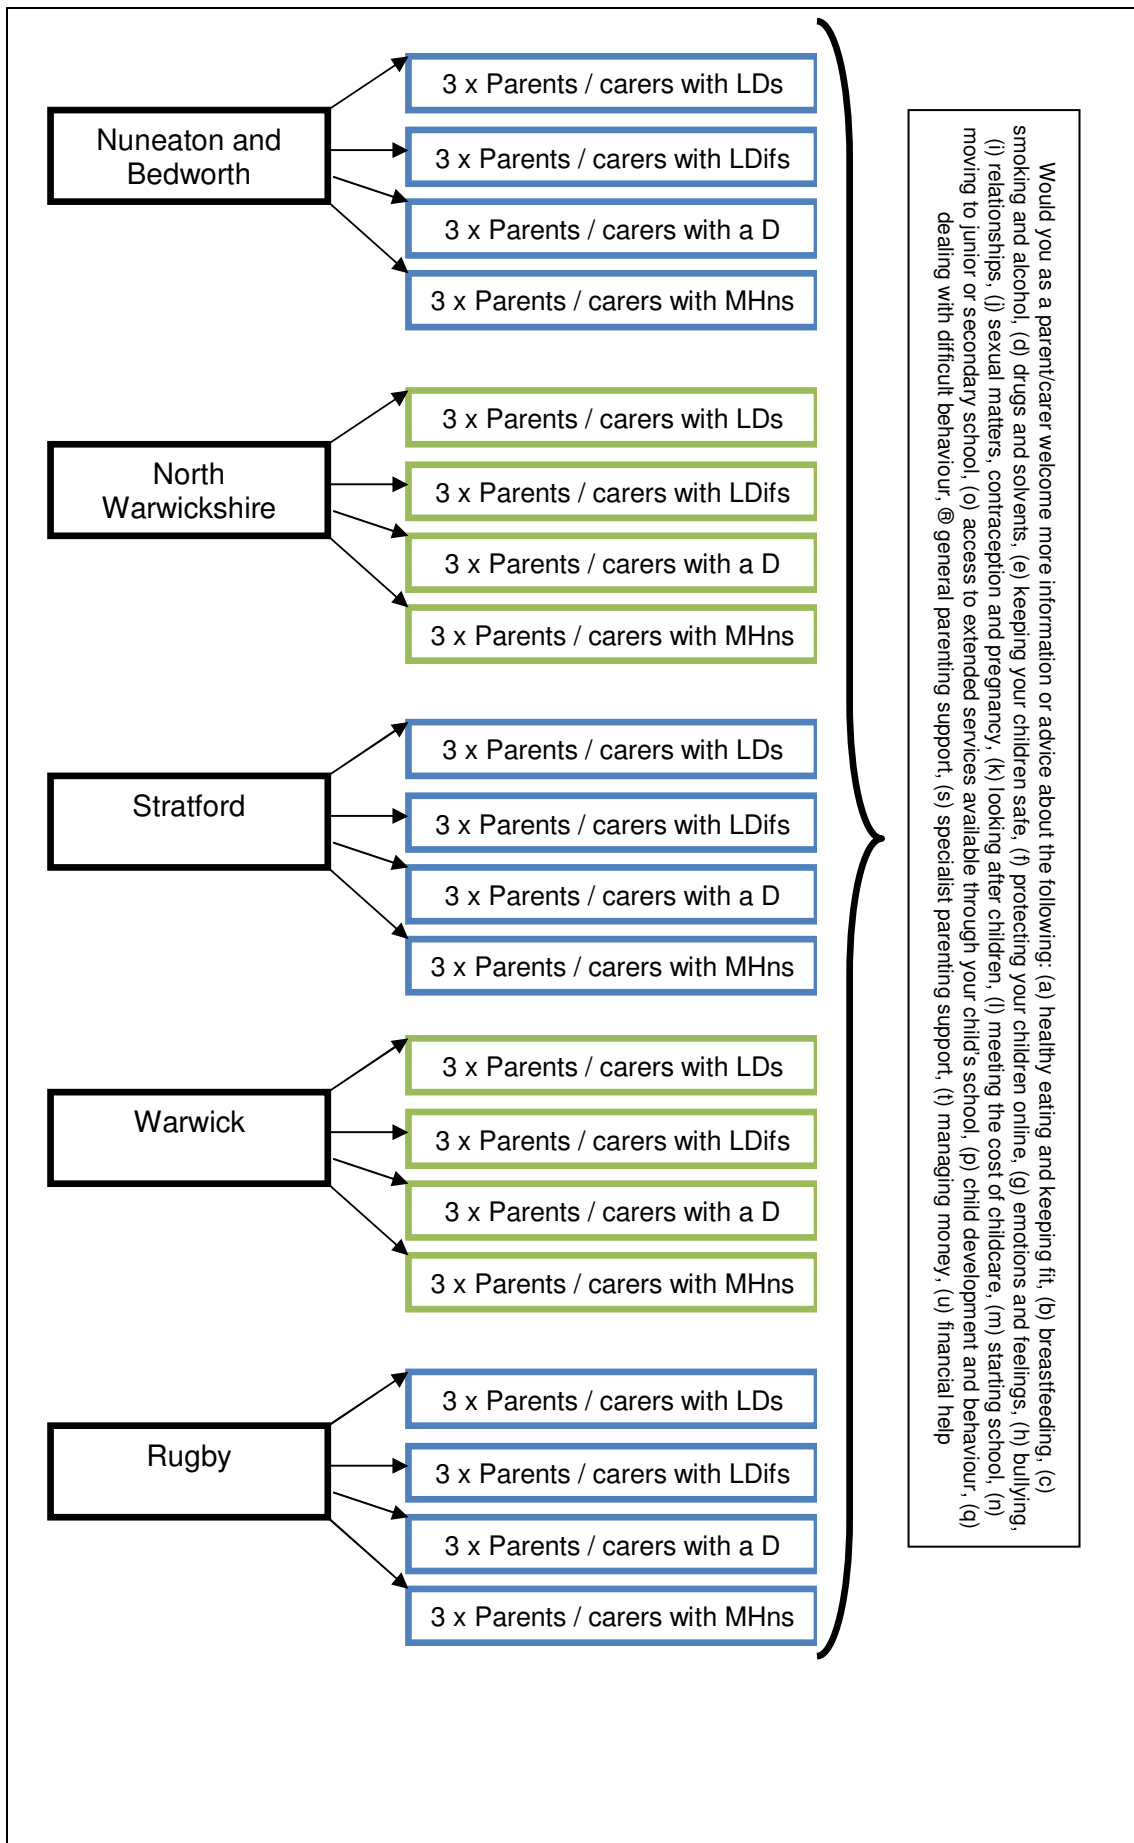 Nuneaton and
Bedworth
3 x Parents / carers with LDs
3 x Parents / carers with LDifs
3 x Parents / carers with a D
3 x Parents / carers with MHns
North
Warwickshire
3 x Parents / carers with LDs
3 x Parents / carers with LDifs
3 x Parents / carers with a D
3 x Parents / carers with MHns
Stratford
3 x Parents / carers with LDs
3 x Parents / carers with LDifs
3 x Parents / carers with a D
3 x Parents / carers with MHns
Warwick
3 x Parents / carers with LDs
3 x Parents / carers with LDifs
3 x Parents / carers with a D
3 x Parents / carers with MHns
Rugby
3 x Parents / carers with LDs
3 x Parents / carers with LDifs
3 x Parents / carers with a D
3 x Parents / carers with MHns
Would you as a parent/carer welcome more information or advice about the following: (a) healthy eating and keeping fit, (b) breastfeeding, (c)
smoking and alcohol, (d) drugs and solvents, (e) keeping your children safe, (f) protecting your children online, (g) emotions and feelings, (h) bullying,
(i) relationships, (j) sexual matters, contraception and pregnancy, (k) looking after children, (l) meeting the cost of childcare, (m) starting school, (n)
moving to junior or secondary school, (o) access to extended services available through your child's school, (p) child development and behaviour, (q)
dealing with difficult behaviour, ® general parenting support, (s) specialist parenting support, (t) managing money, (u) financial help